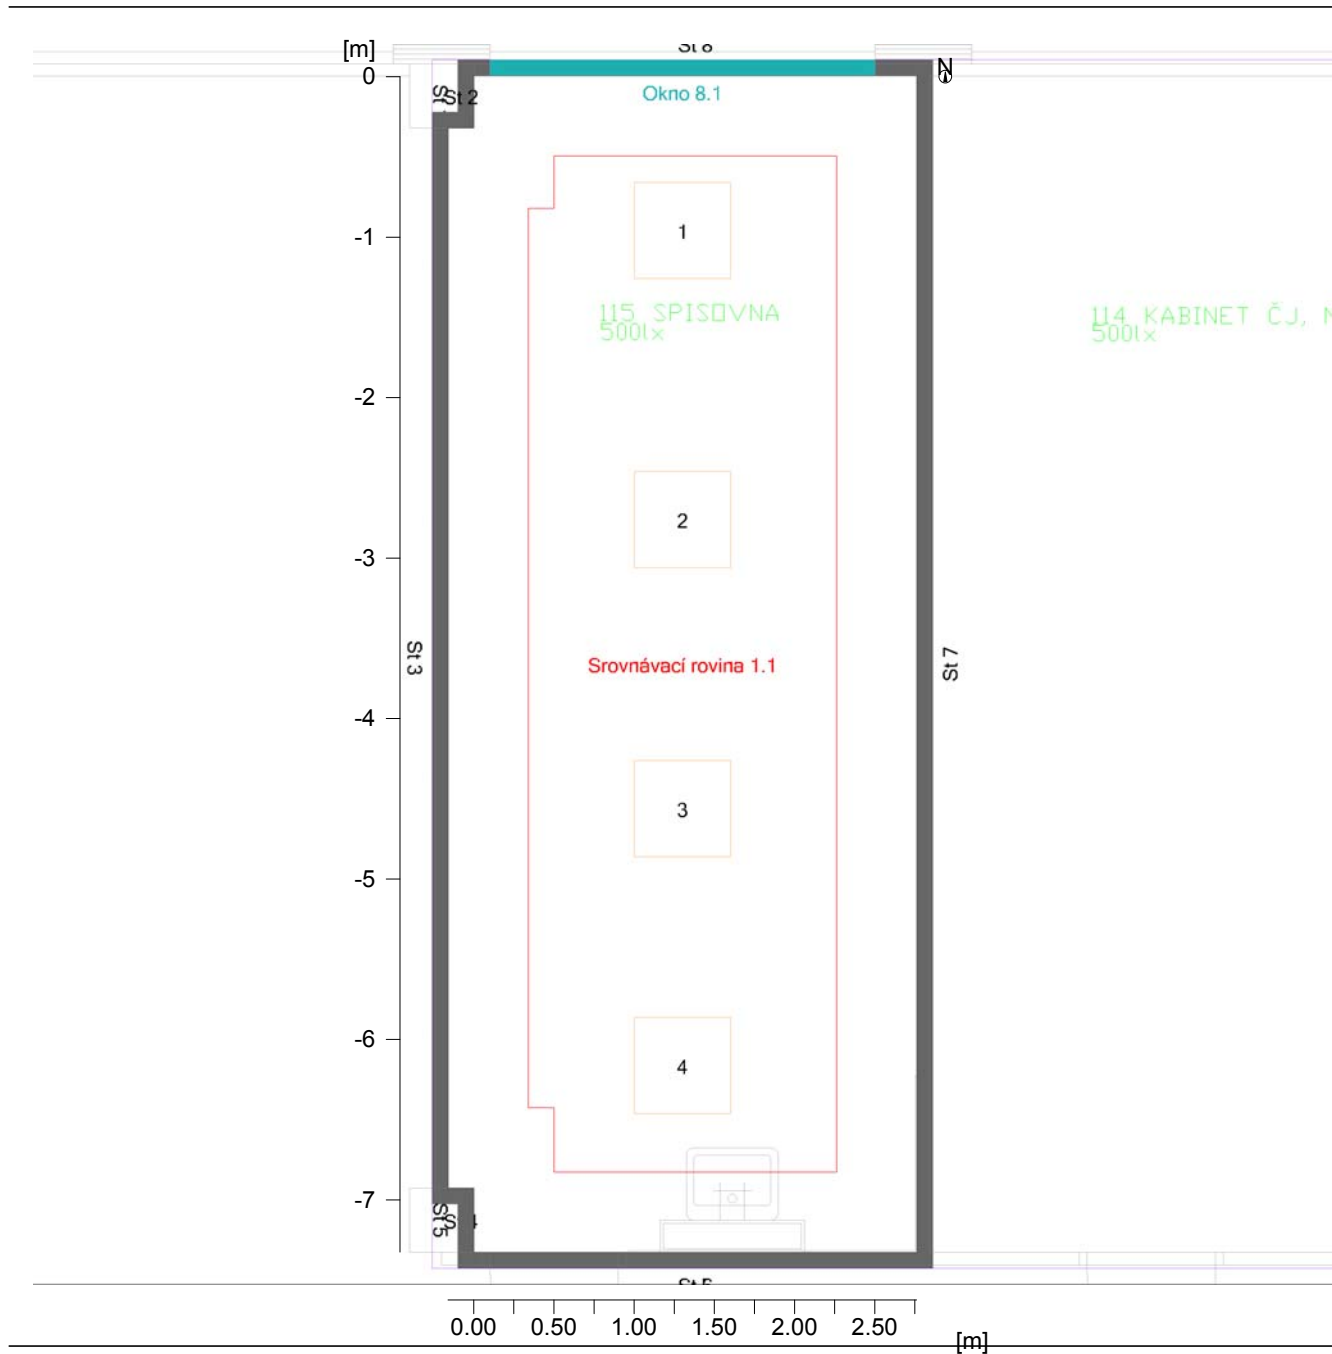 [m]
St 8
N
0
St 2
Okno 8.1
-1
1
115 SPISOVNA
500lx
114 KABINET ČJ, N
500lx
-2
2
-3
St 3
Srovnávací rovina 1.1
St 7
-4
3
-5
-6
4
-7
St 5
0.00 0.50 1.00 1.50 2.00 2.50
[m]